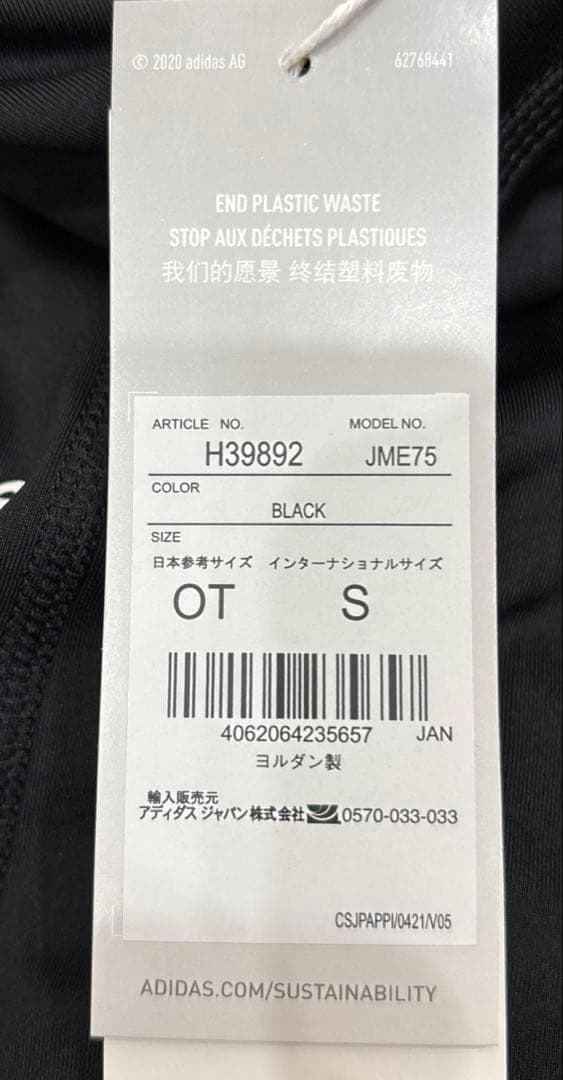 © 2020 adidas AG 62768441
END PLASTIC WASTE
STOP AUX DÉCHETS PLASTIQUES
我们的愿景 终结塑料废物
ARTICLE NO. MODEL NO.
H39892 JME75
COLOR
BLACK
SIZE
日本参考サイズ インターナショナルサイズ
OT S
4062064235657 JAN
ヨルダン製
輸入販売元
アディダス ジャパン株式会社 0570-033-033
CSJPAPPI/0421/V05
ADIDAS.COM/SUSTAINABILITY